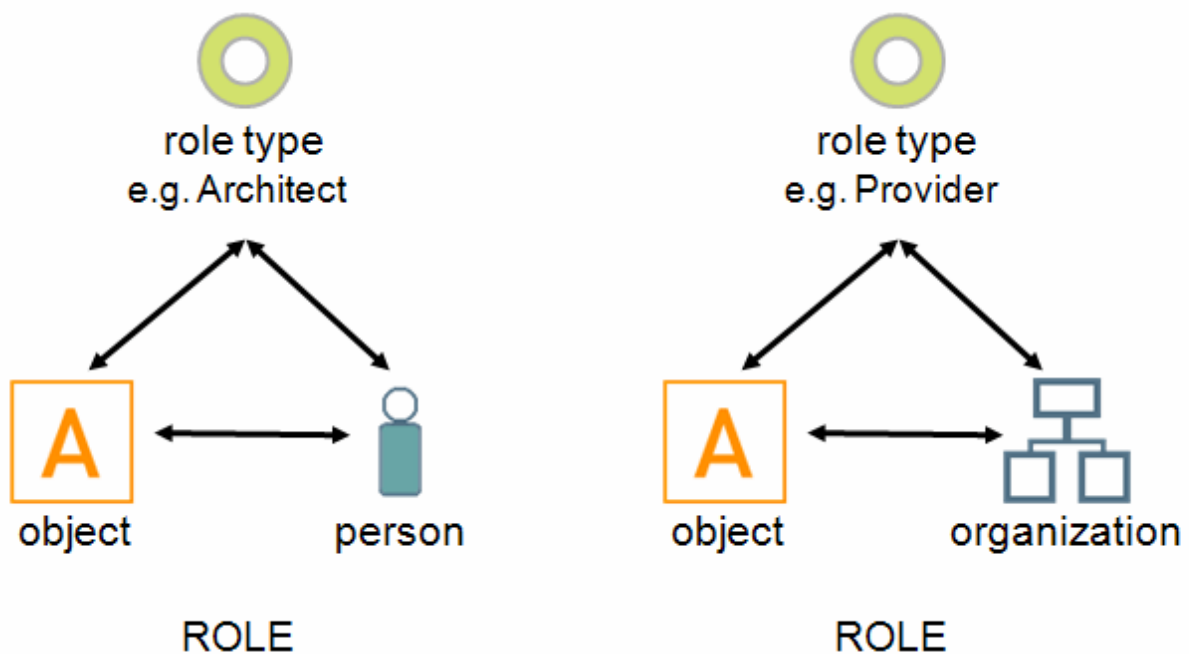 role type
e.g. Architect
role type
e.g. Provider
A
A
object
person
object
organization
ROLE
ROLE